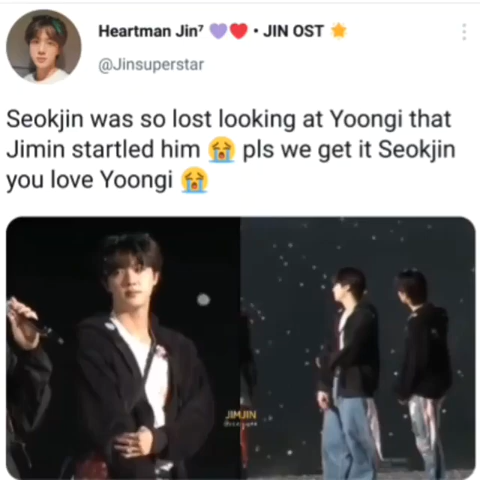 Heartman Jin⁷ 💜❤️ • JIN OST 🌟
@Jinsuperstar
Seokjin was so lost looking at Yoongi that
Jimin startled him 😭 pls we get it Seokjin
you love Yoongi 😭
JIMJIN